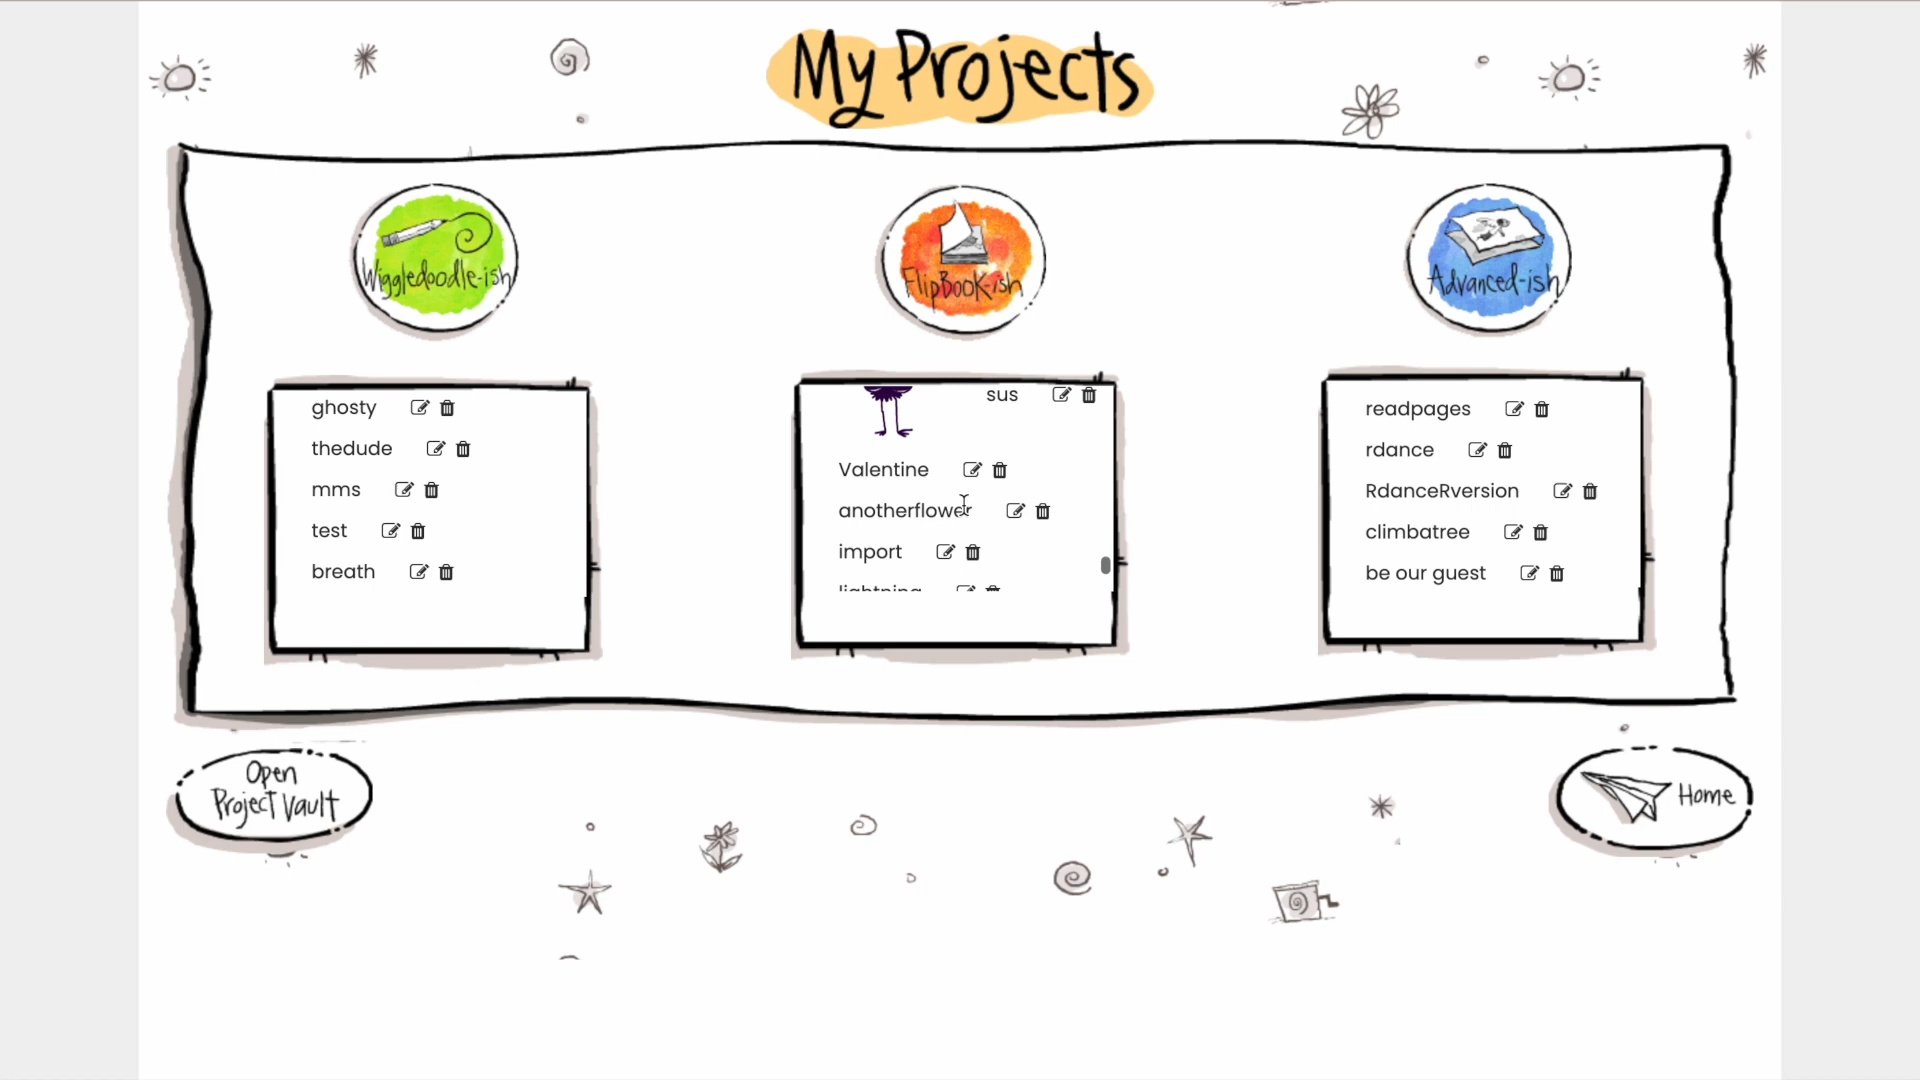 My Projects
Wiggledoodle-ish
FlipBook-ish
Advanced-ish
ghosty
thedude
mms
test
breath
sus
Valentine
anotherflower
import
lightning
readpages
rdance
RdanceRversion
climbatree
be our guest
Open
Project Vault
Home